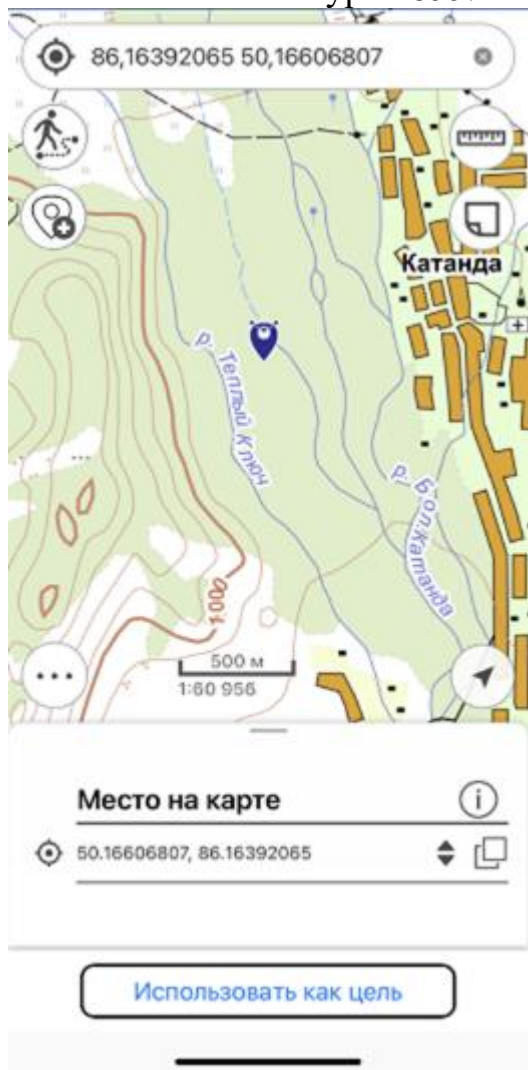 86,16392065 50,16606807
Катанда
р. Теплый Ключ
р. Бол.Катанда
1000
500 м
1:60 956
Место на карте
50.16606807, 86.16392065
Использовать как цель